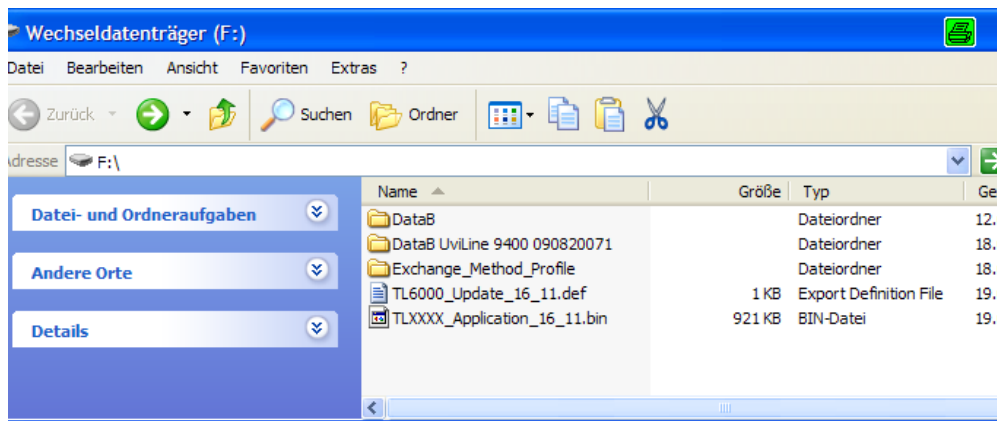 Wechseldatenträger (F:)
Datei Bearbeiten Ansicht Favoriten Extras ?
Zurück Suchen Ordner
Adresse F:\
Name Größe Typ Ge
Datei- und Ordneraufgaben
Andere Orte
Details
DataB Dateiordner 12.
DataB UviLine 9400 090820071 Dateiordner 18.
Exchange_Method_Profile Dateiordner 18.
TL6000_Update_16_11.def 1 KB Export Definition File 19.
TLXXXX_Application_16_11.bin 921 KB BIN-Datei 19.